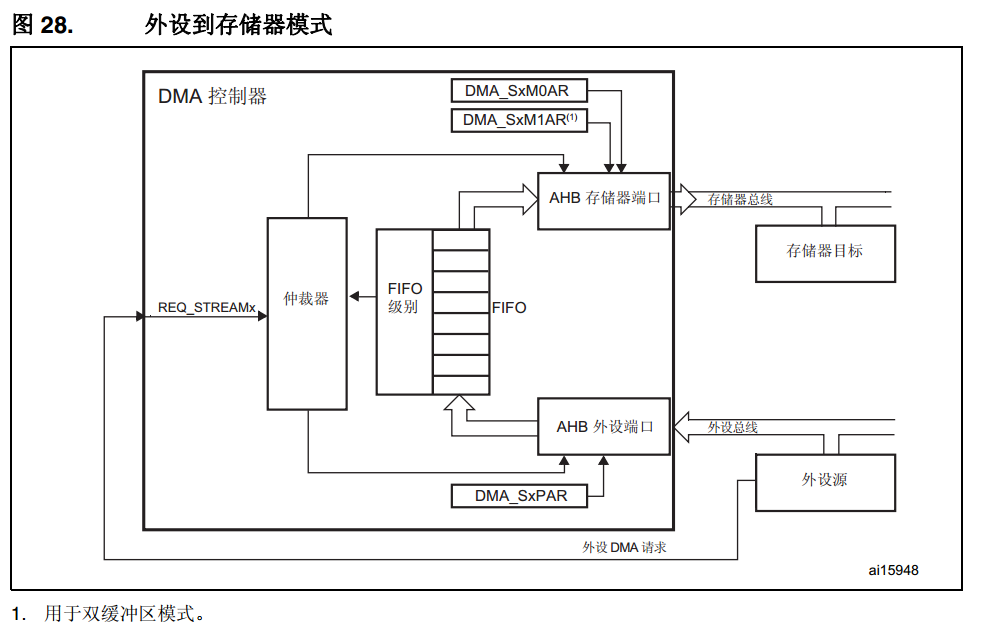 图 28. 外设到存储器模式
DMA 控制器
DMA_SxM0AR
DMA_SxM1AR(1)
AHB 存储器端口
存储器总线
存储器目标
仲裁器
FIFO
级别
FIFO
REQ_STREAMx
AHB 外设端口
外设总线
外设源
DMA_SxPAR
外设 DMA 请求
ai15948
1. 用于双缓冲区模式。